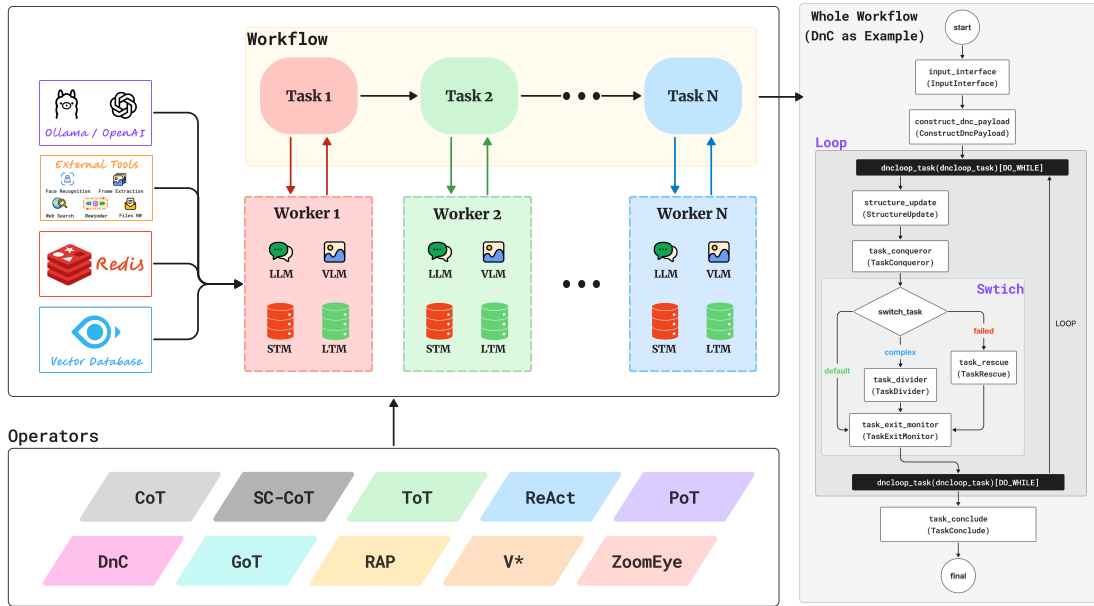 Workflow
Task 1
Task 2
Task N
Ollama / OpenAI
External Tools
Face Recognition
Frame Extraction
Web Search
Rewinder
Files RW
Redis
Vector Database
Worker 1
LLM
VLM
STM
LTM
Worker 2
LLM
VLM
STM
LTM
Worker N
LLM
VLM
STM
LTM
Operators
CoT
SC-CoT
ToT
ReAct
PoT
DnC
GoT
RAP
V*
ZoomEye
Whole Workflow
(DnC as Example)
start
input_interface
(InputInterface)
construct_dnc_payload
(ConstructDncPayload)
Loop
dncloop_task(dncloop_task)[DO_WHILE]
structure_update
(StructureUpdate)
task_conqueror
(TaskConqueror)
Swtich
switch_task
failed
complex
default
LOOP
task_rescue
(TaskRescue)
task_divider
(TaskDivider)
task_exit_monitor
(TaskExitMonitor)
dncloop_task(dncloop_task)[DO_WHILE]
task_conclude
(TaskConclude)
final